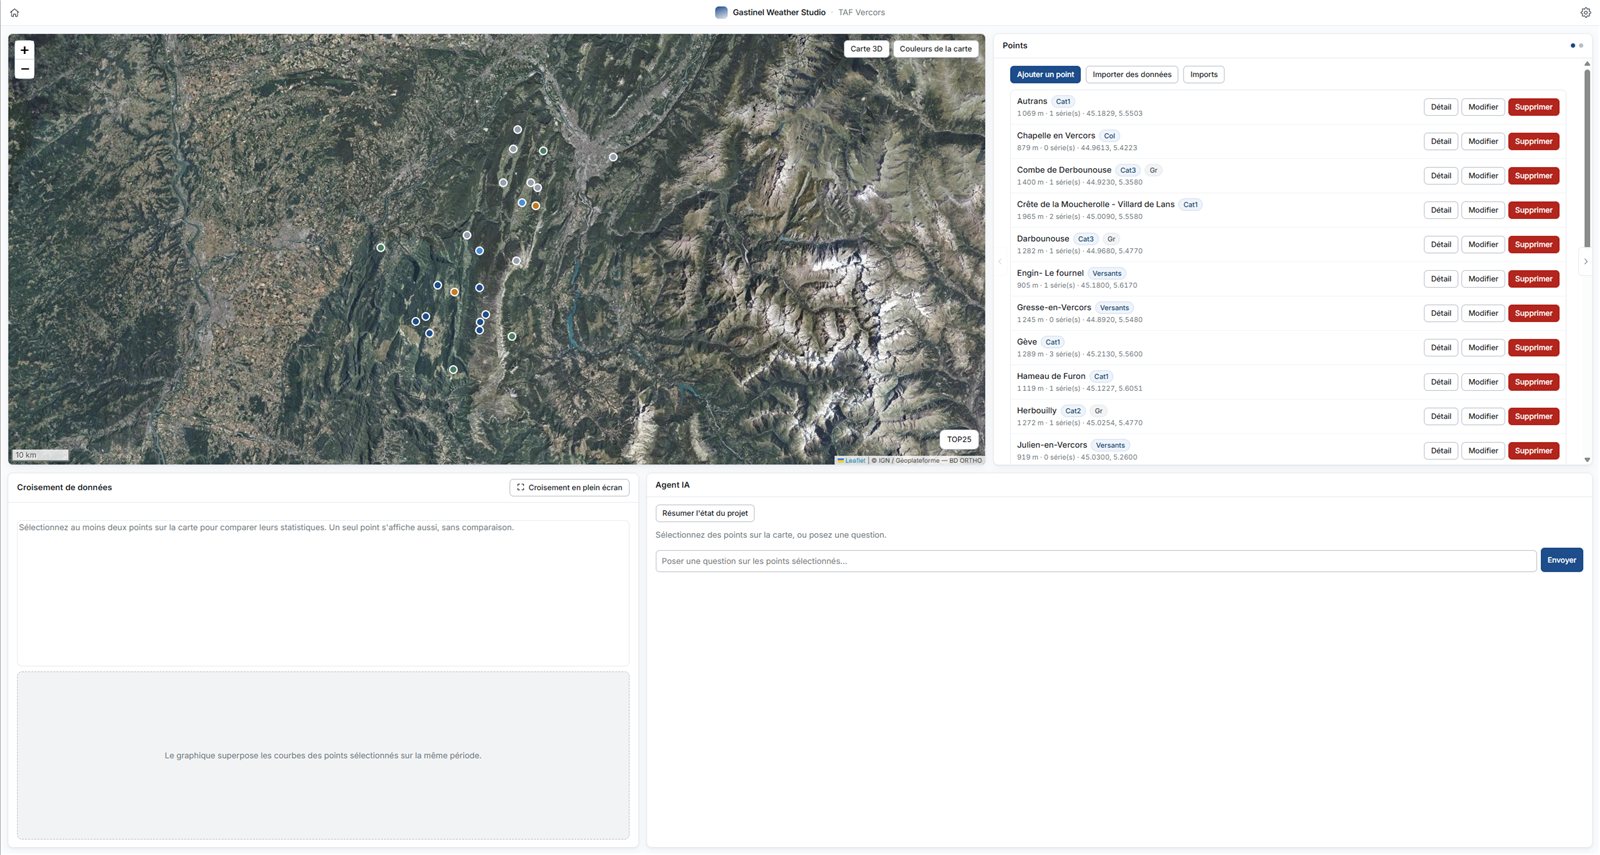 Gastinel Weather Studio · TAF Vercors
+
−
Carte 3D
Couleurs de la carte
10 km
TOP25
Leaflet | © IGN / Géoplateforme — BD ORTHO
Points
Ajouter un point
Importer des données
Imports
Autrans Cat1
1 069 m · 1 série(s) · 45.1829, 5.5503
Détail Modifier Supprimer
Chapelle en Vercors Col
879 m · 0 série(s) · 44.9613, 5.4223
Détail Modifier Supprimer
Combe de Derbounouse Cat3 Gr
1 400 m · 1 série(s) · 44.9230, 5.3580
Détail Modifier Supprimer
Crête de la Moucherolle - Villard de Lans Cat1
1 965 m · 2 série(s) · 45.0090, 5.5580
Détail Modifier Supprimer
Darbounouse Cat3 Gr
1 282 m · 1 série(s) · 44.9680, 5.4770
Détail Modifier Supprimer
Engin- Le fournel Versants
905 m · 1 série(s) · 45.1800, 5.6170
Détail Modifier Supprimer
Gresse-en-Vercors Versants
1 245 m · 0 série(s) · 44.8920, 5.5480
Détail Modifier Supprimer
Gève Cat1
1 289 m · 3 série(s) · 45.2130, 5.5600
Détail Modifier Supprimer
Hameau de Furon Cat1
1 119 m · 1 série(s) · 45.1227, 5.6051
Détail Modifier Supprimer
Herbouilly Cat2 Gr
1 272 m · 1 série(s) · 45.0254, 5.4770
Détail Modifier Supprimer
Julien-en-Vercors Versants
919 m · 0 série(s) · 45.0300, 5.2600
Détail Modifier Supprimer
Croisement de données
Croisement en plein écran
Sélectionnez au moins deux points sur la carte pour comparer leurs statistiques. Un seul point s'affiche aussi, sans comparaison.
Le graphique superpose les courbes des points sélectionnés sur la même période.
Agent IA
Résumer l'état du projet
Sélectionnez des points sur la carte, ou posez une question.
Poser une question sur les points sélectionnés...
Envoyer